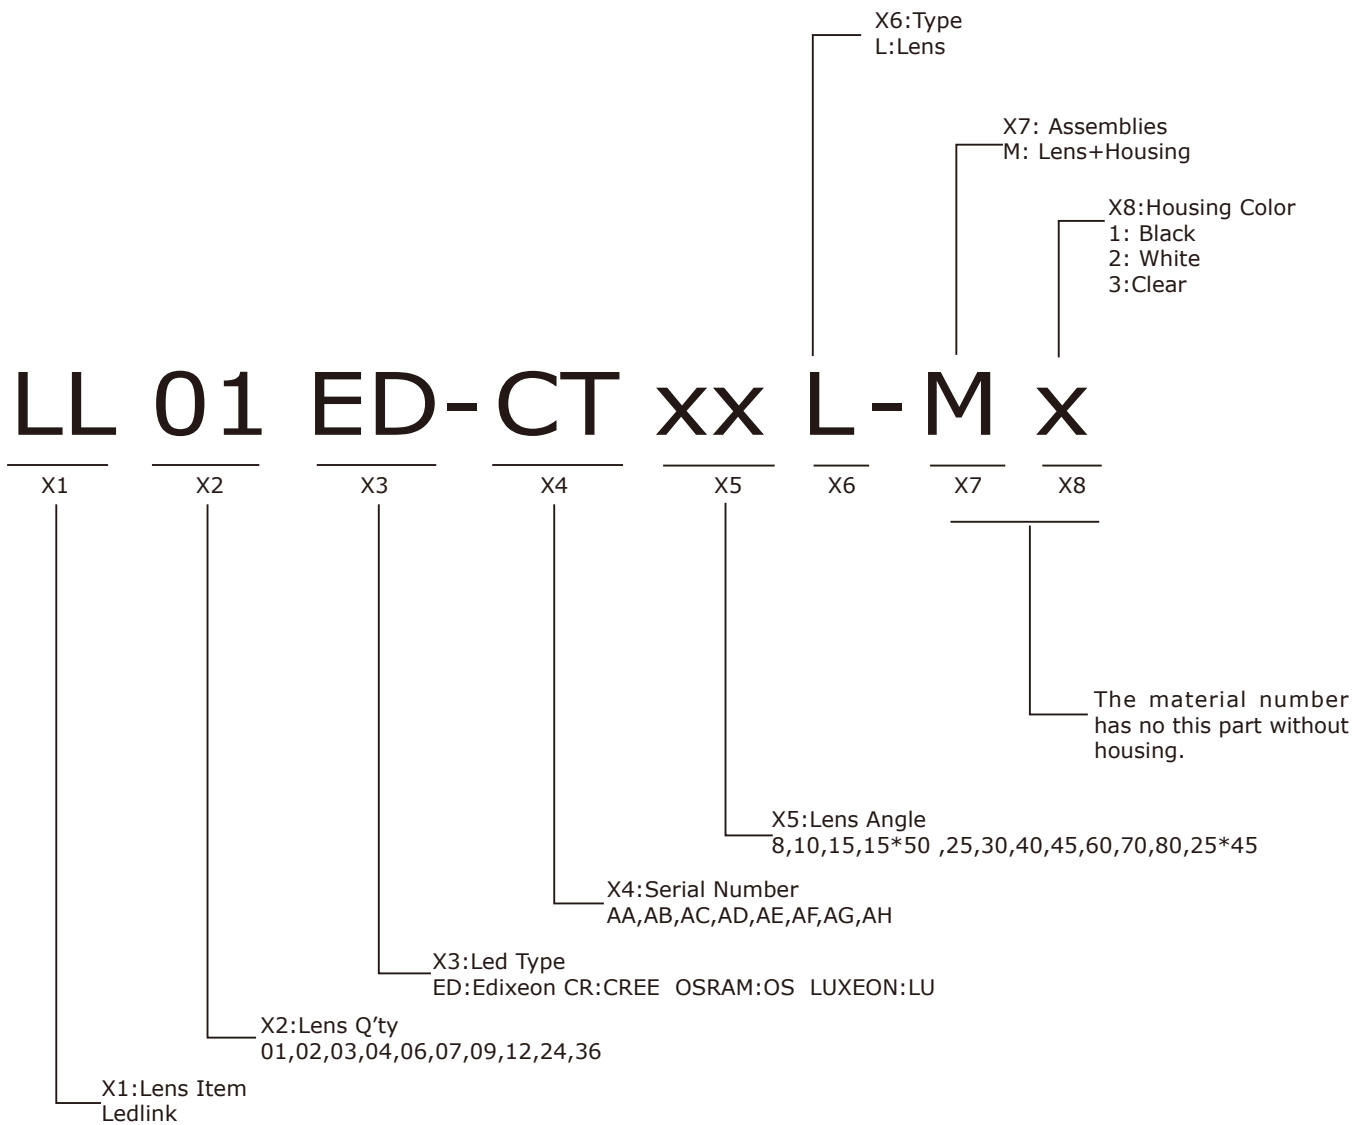 X6:Type
L:Lens
X7: Assemblies
M: Lens+Housing
X8:Housing Color
1: Black
2: White
3:Clear
LL 01 ED-CT xx L-M x
X1 X2 X3 X4 X5 X6 X7 X8
The material number
has no this part without
housing.
X5:Lens Angle
8,10,15,15*50 ,25,30,40,45,60,70,80,25*45
X4:Serial Number
AA,AB,AC,AD,AE,AF,AG,AH
X3:Led Type
ED:Edixeon CR:CREE OSRAM:OS LUXEON:LU
X2:Lens Q’ty
01,02,03,04,06,07,09,12,24,36
X1:Lens Item
Ledlink